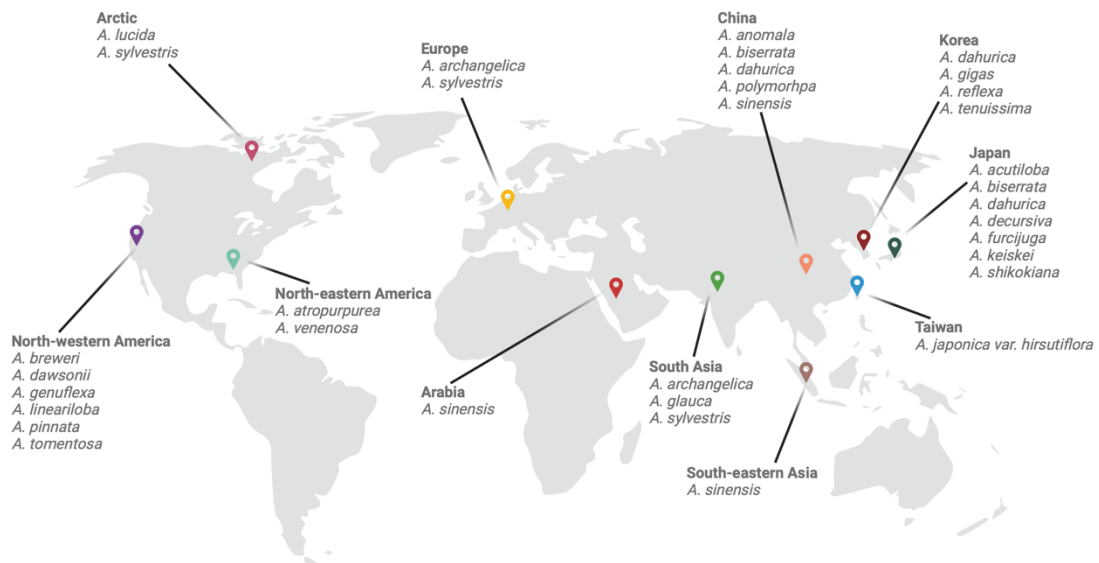 Arctic
A. lucida
A. sylvestris
Europe
A. archangelica
A. sylvestris
China
A. anomala
A. biserrata
A. dahurica
A. polymorhpa
A. sinensis
Korea
A. dahurica
A. gigas
A. reflexa
A. tenuissima
Japan
A. acutiloba
A. biserrata
A. dahurica
A. decursiva
A. furcijuga
A. keiskei
A. shikokiana
North-eastern America
A. atropurpurea
A. venenosa
North-western America
A. breweri
A. dawsonii
A. genuflexa
A. lineariloba
A. pinnata
A. tomentosa
Arabia
A. sinensis
South Asia
A. archangelica
A. glauca
A. sylvestris
Taiwan
A. japonica var. hirsutiflora
South-eastern Asia
A. sinensis